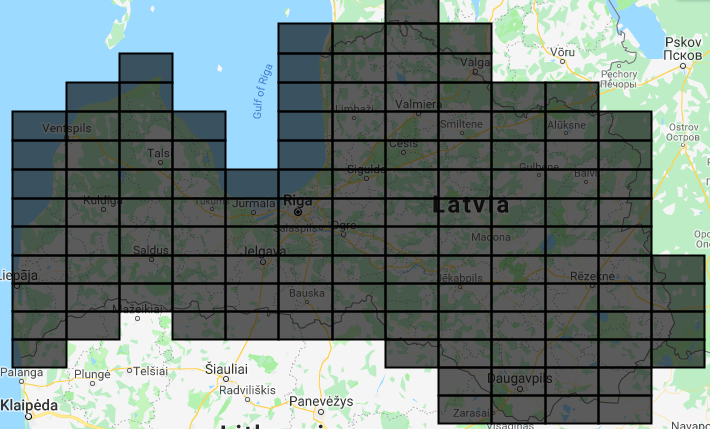 Pskov
Псков
Võru
Valga
Pechory
Печоры
Gulf of Riga
Limbaži
Valmiera
Ventspils
Smiltene
Alūksne
Ostrov
Остров
Cēsis
Talsi
Sigulda
Gulbene
Balvi
Kuldīga
Tukums
Jurmala
Riga
Latvia
Salaspils
Ogre
Madona
Saldus
Jelgava
Liepāja
Jēkabpils
Rēzekne
Bauska
Mažeikiai
Palanga
Plungė
Telšiai
Šiauliai
Daugavpils
Radviliškis
Klaipėda
Panevėžys
Zarasai
Visaginas